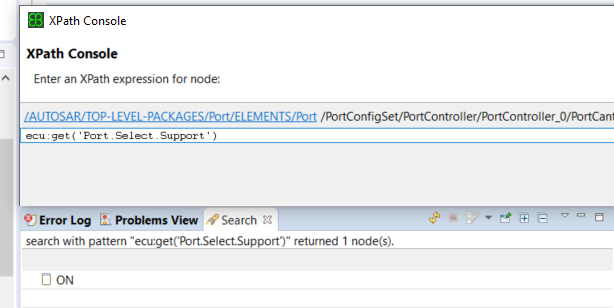 XPath Console
XPath Console
Enter an XPath expression for node:
/AUTOSAR/TOP-LEVEL-PACKAGES/Port/ELEMENTS/Port /PortConfigSet/PortController/PortController_0/PortCant
ecu:get('Port.Select.Support')
Error Log Problems View Search
search with pattern "ecu:get('Port.Select.Support')" returned 1 node(s).
ON